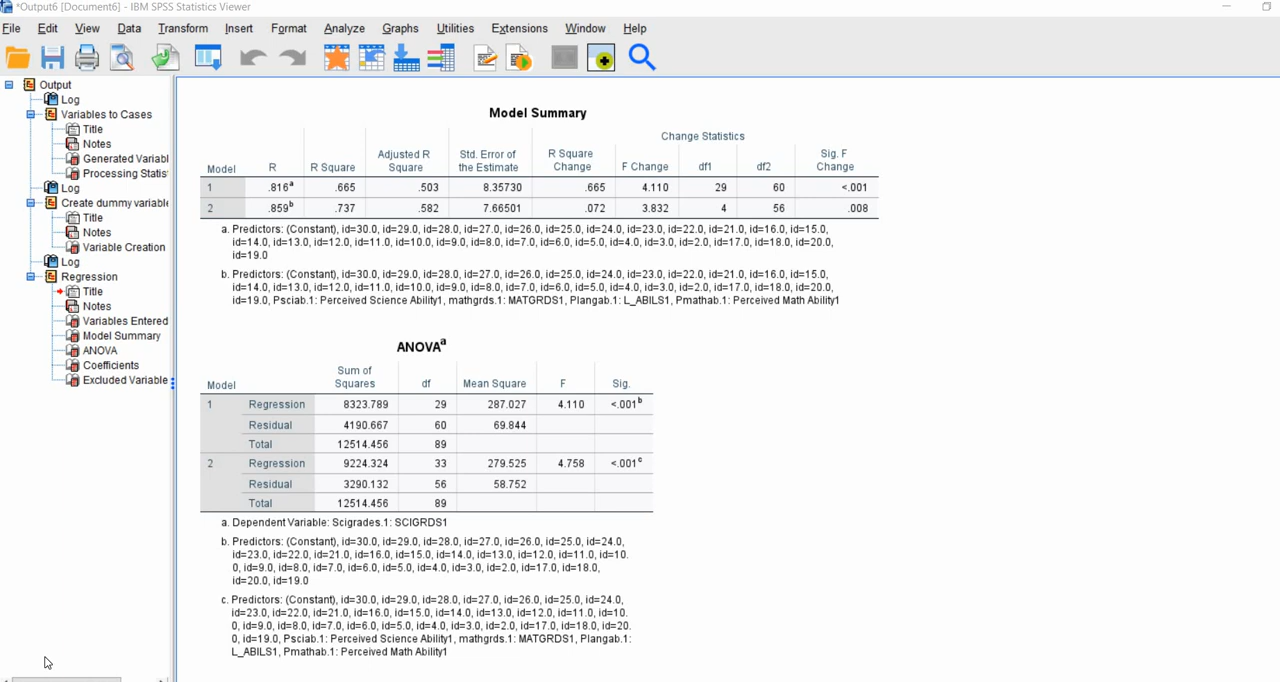 *Output6 [Document6] - IBM SPSS Statistics Viewer
File Edit View Data Transform Insert Format Analyze Graphs Utilities Extensions Window Help
Output
Log
Variables to Cases
Title
Notes
Generated Variabl
Processing Statis
Log
Create dummy variable
Title
Notes
Variable Creation
Log
Regression
Title
Notes
Variables Entered
Model Summary
ANOVA
Coefficients
Excluded Variable
Model Summary
Change Statistics
Model R R Square Adjusted R Square Std. Error of the Estimate R Square Change F Change df1 df2 Sig. F Change
1 .816a .665 .503 8.35730 .665 4.110 29 60 <.001
2 .859b .737 .582 7.66501 .072 3.832 4 56 .008
a. Predictors: (Constant), id=30.0, id=29.0, id=28.0, id=27.0, id=26.0, id=25.0, id=24.0, id=23.0, id=22.0, id=21.0, id=16.0, id=15.0,
id=14.0, id=13.0, id=12.0, id=11.0, id=10.0, id=9.0, id=8.0, id=7.0, id=6.0, id=5.0, id=4.0, id=3.0, id=2.0, id=17.0, id=18.0, id=20.0,
id=19.0
b. Predictors: (Constant), id=30.0, id=29.0, id=28.0, id=27.0, id=26.0, id=25.0, id=24.0, id=23.0, id=22.0, id=21.0, id=16.0, id=15.0,
id=14.0, id=13.0, id=12.0, id=11.0, id=10.0, id=9.0, id=8.0, id=7.0, id=6.0, id=5.0, id=4.0, id=3.0, id=2.0, id=17.0, id=18.0, id=20.0,
id=19.0, Psciab.1: Perceived Science Ability1, mathgrds.1: MATGRDS1, Plangab.1: L_ABILS1, Pmathab.1: Perceived Math Ability1
ANOVAa
Model Sum of Squares df Mean Square F Sig.
1 Regression 8323.789 29 287.027 4.110 <.001b
Residual 4190.667 60 69.844
Total 12514.456 89
2 Regression 9224.324 33 279.525 4.758 <.001c
Residual 3290.132 56 58.752
Total 12514.456 89
a. Dependent Variable: Scigrades.1: SCIGRDS1
b. Predictors: (Constant), id=30.0, id=29.0, id=28.0, id=27.0, id=26.0, id=25.0, id=24.0,
id=23.0, id=22.0, id=21.0, id=16.0, id=15.0, id=14.0, id=13.0, id=12.0, id=11.0, id=10.
0, id=9.0, id=8.0, id=7.0, id=6.0, id=5.0, id=4.0, id=3.0, id=2.0, id=17.0, id=18.0,
id=20.0, id=19.0
c. Predictors: (Constant), id=30.0, id=29.0, id=28.0, id=27.0, id=26.0, id=25.0, id=24.0,
id=23.0, id=22.0, id=21.0, id=16.0, id=15.0, id=14.0, id=13.0, id=12.0, id=11.0, id=10.
0, id=9.0, id=8.0, id=7.0, id=6.0, id=5.0, id=4.0, id=3.0, id=2.0, id=17.0, id=18.0, id=20.
0, id=19.0, Psciab.1: Perceived Science Ability1, mathgrds.1: MATGRDS1, Plangab.1:
L_ABILS1, Pmathab.1: Perceived Math Ability1